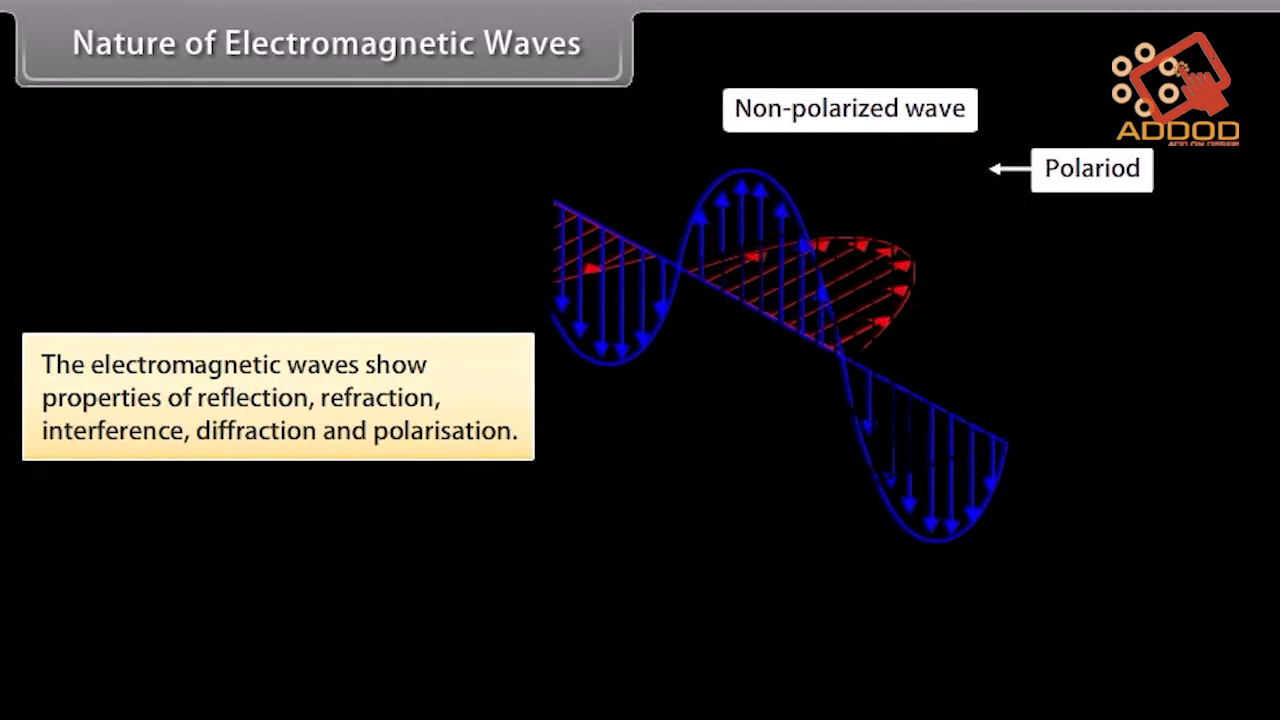 Nature of Electromagnetic Waves
Non-polarized wave
ADDOD
Polariod
The electromagnetic waves show
properties of reflection, refraction,
interference, diffraction and polarisation.